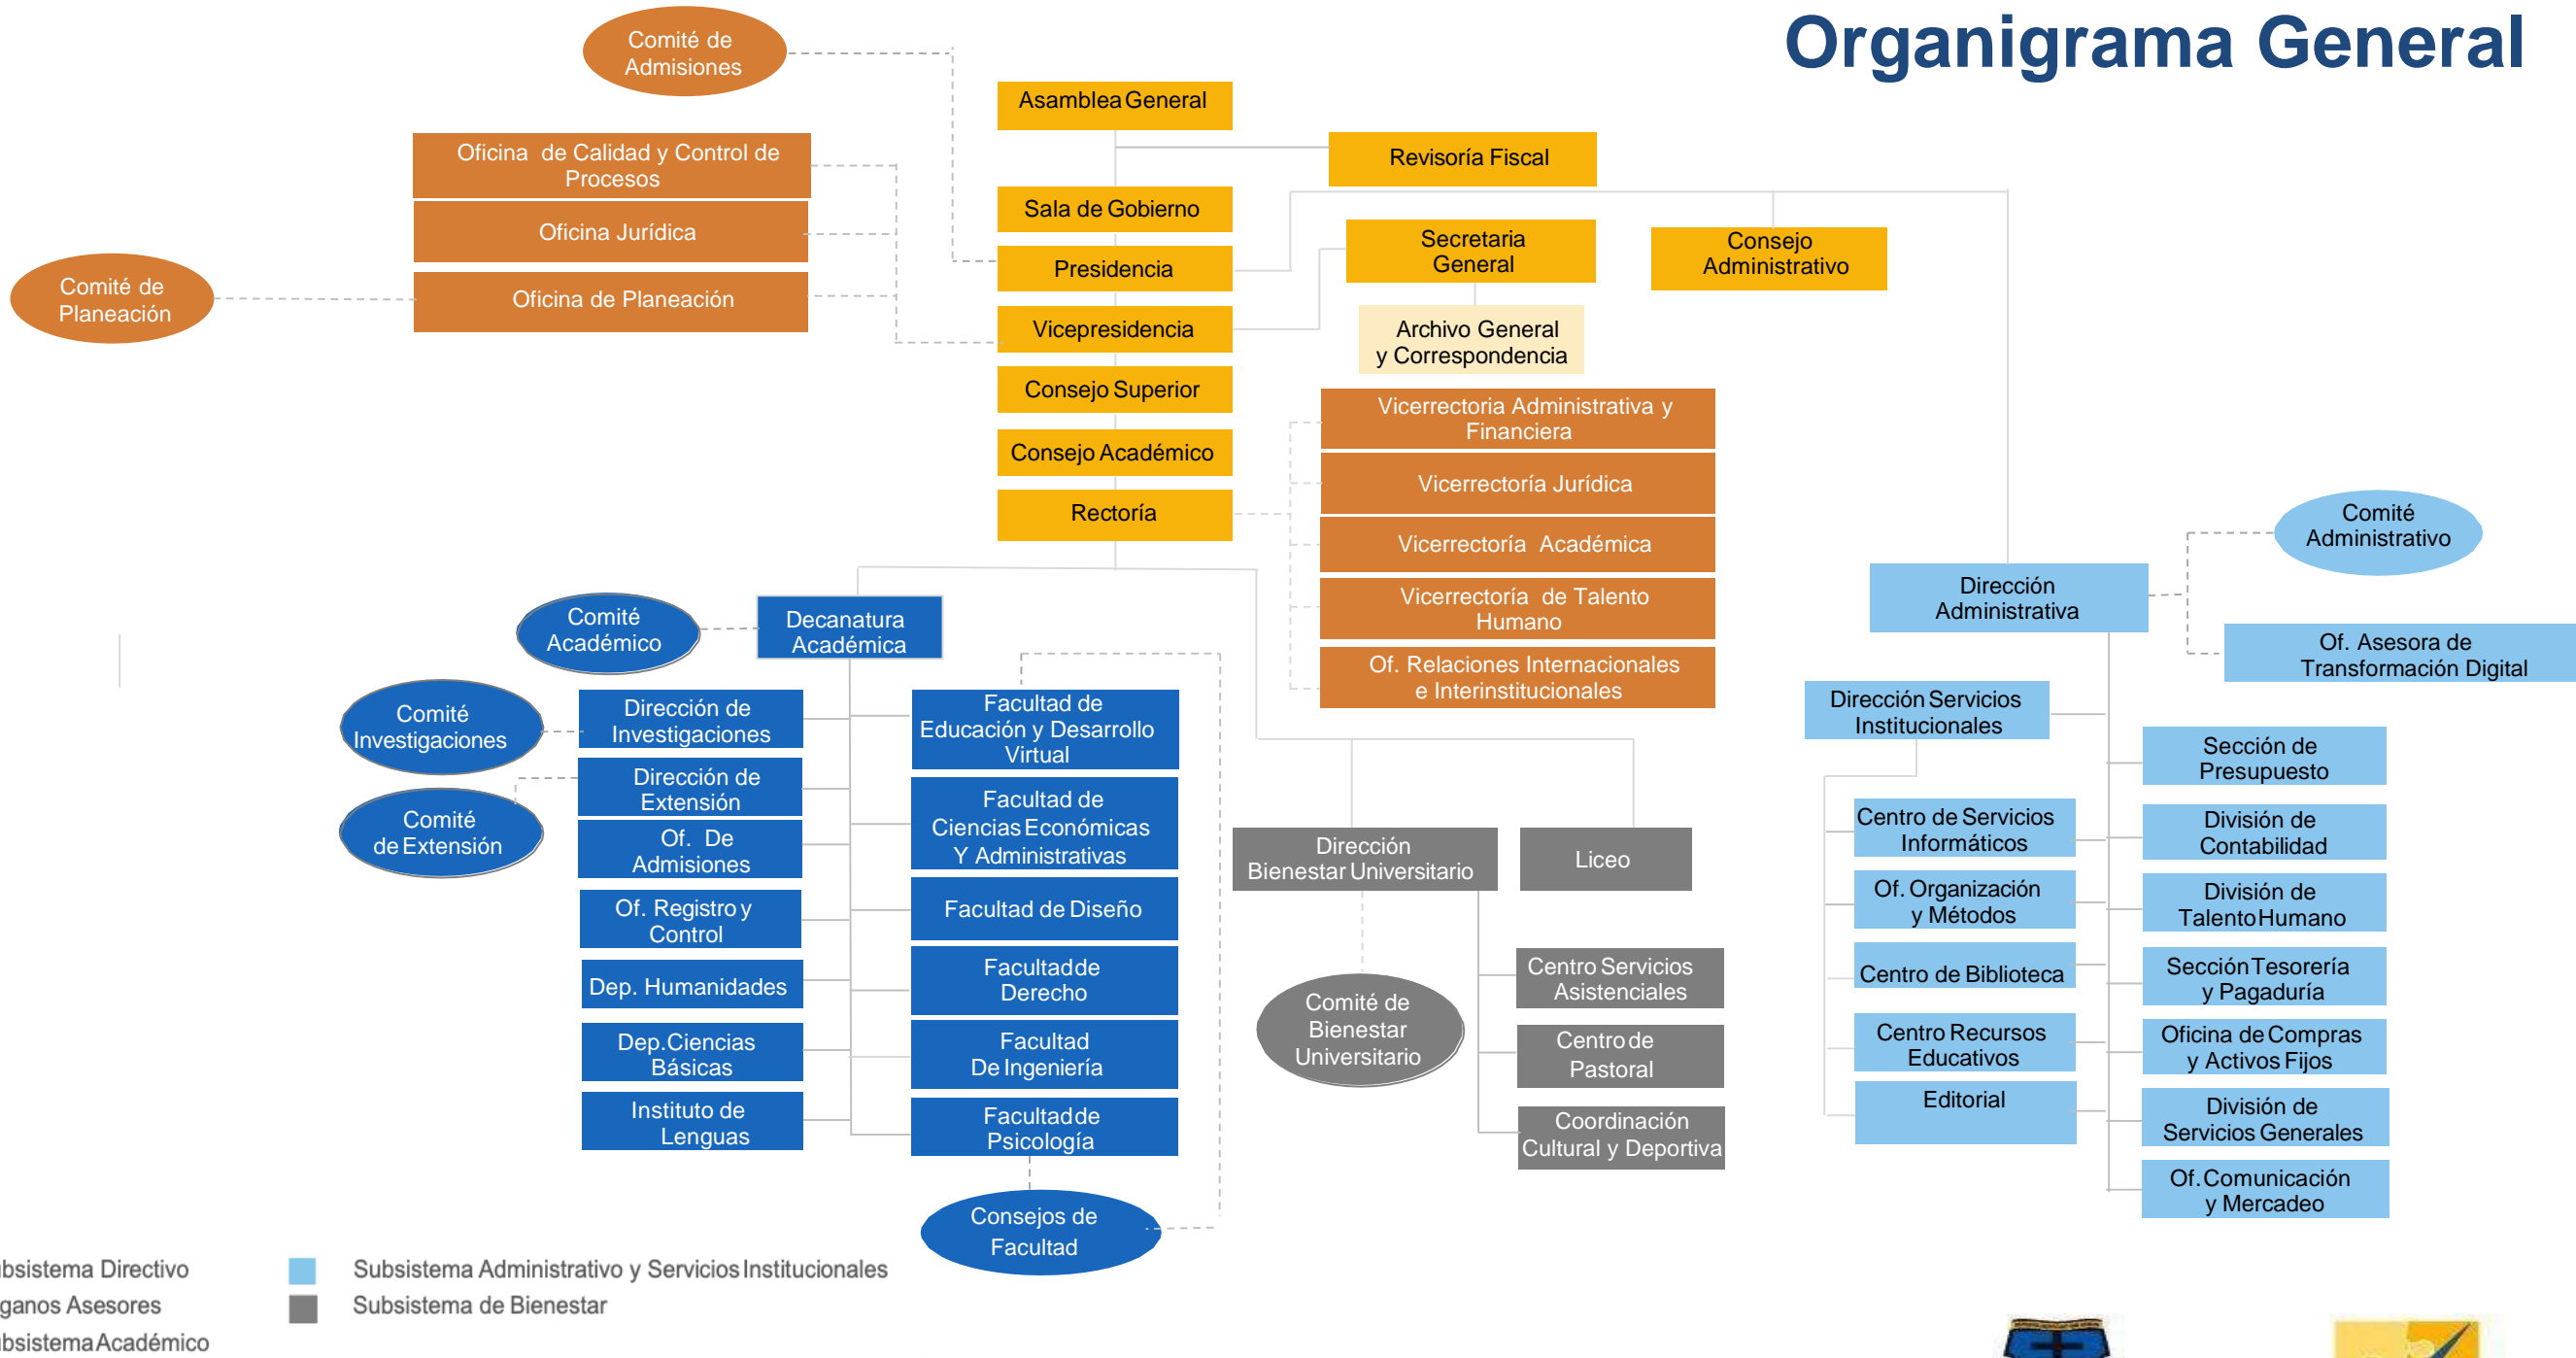 Organigrama General
Comité de
Admisiones
Asamblea General
Revisoría Fiscal
Oficina de Calidad y Control de
Procesos
Oficina Jurídica
Oficina de Planeación
Comité de
Planeación
Sala de Gobierno
Presidencia
Vicepresidencia
Consejo Superior
Consejo Académico
Rectoría
Secretaria
General
Consejo
Administrativo
Archivo General
y Correspondencia
Vicerrectoria Administrativa y
Financiera
Vicerrectoría Jurídica
Vicerrectoría Académica
Vicerrectoría de Talento
Humano
Of. Relaciones Internacionales
e Interinstitucionales
Comité
Administrativo
Dirección
Administrativa
Of. Asesora de
Transformación Digital
Comité
Académico
Decanatura
Académica
Comité
Investigaciones
Comité
de Extensión
Dirección de
Investigaciones
Dirección de
Extensión
Of. De
Admisiones
Of. Registro y
Control
Dep. Humanidades
Dep.Ciencias
Básicas
Instituto de
Lenguas
Facultad de
Educación y Desarrollo
Virtual
Facultad de
Ciencias Económicas
Y Administrativas
Facultad de Diseño
Facultad de
Derecho
Facultad
De Ingeniería
Facultad de
Psicología
Consejos de
Facultad
Dirección
Bienestar Universitario
Liceo
Comité de
Bienestar
Universitario
Centro Servicios
Asistenciales
Centro de
Pastoral
Coordinación
Cultural y Deportiva
Dirección Servicios
Institucionales
Centro de Servicios
Informáticos
Of. Organización
y Métodos
Centro de Biblioteca
Centro Recursos
Educativos
Editorial
Sección de
Presupuesto
División de
Contabilidad
División de
Talento Humano
Sección Tesorería
y Pagaduría
Oficina de Compras
y Activos Fijos
División de
Servicios Generales
Of. Comunicación
y Mercadeo
bsistema Directivo
ganos Asesores
bsistema Académico
Subsistema Administrativo y Servicios Institucionales
Subsistema de Bienestar